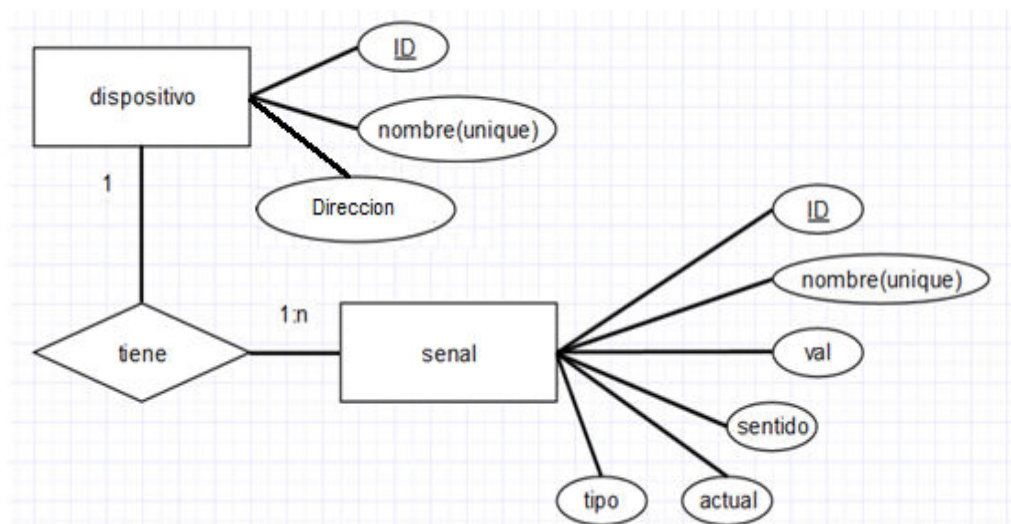 ID
dispositivo
nombre(unique)
Direccion
1
ID
nombre(unique)
1:n
tiene
senal
val
sentido
tipo
actual